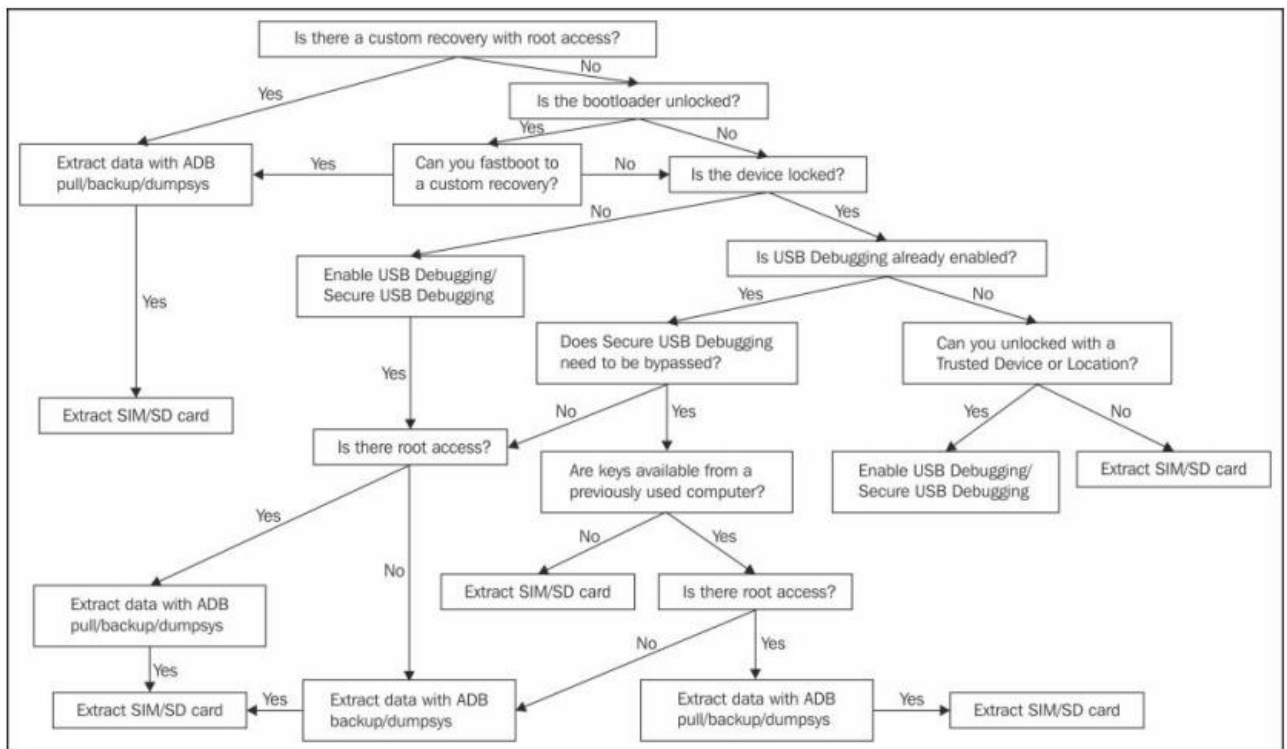 Is there a custom recovery with root access?
Yes
No
Is the bootloader unlocked?
Yes
No
Extract data with ADB
pull/backup/dumpsys
Yes
Can you fastboot to
a custom recovery?
No
Is the device locked?
No
Yes
Is USB Debugging already enabled?
Enable USB Debugging/
Secure USB Debugging
Yes
Yes
No
Does Secure USB Debugging
need to be bypassed?
Can you unlocked with a
Trusted Device or Location?
Yes
No
Yes
Yes
No
Extract SIM/SD card
Is there root access?
Are keys available from a
previously used computer?
Enable USB Debugging/
Secure USB Debugging
Extract SIM/SD card
Yes
No
No
Yes
Extract data with ADB
pull/backup/dumpsys
Extract SIM/SD card
Is there root access?
Yes
No
Yes
Extract SIM/SD card
Yes
Extract data with ADB
backup/dumpsys
Extract data with ADB
pull/backup/dumpsys
Yes
Extract SIM/SD card